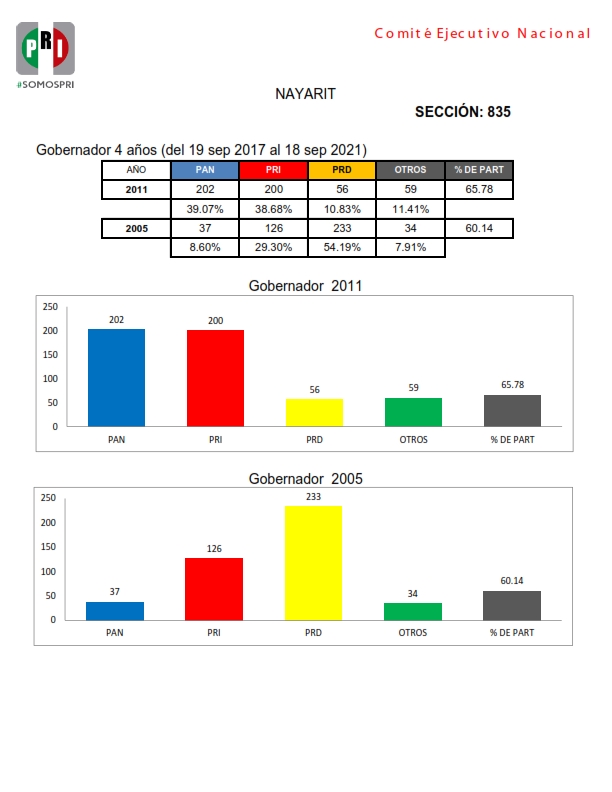 Comité Ejecutivo Nacional
PRI
#SOMOSPRI
NAYARIT
SECCIÓN: 835
Gobernador 4 años (del 19 sep 2017 al 18 sep 2021)
AÑO PAN PRI PRD OTROS % DE PART
2011 202 200 56 59 65.78
39.07% 38.68% 10.83% 11.41%
2005 37 126 233 34 60.14
8.60% 29.30% 54.19% 7.91%
Gobernador 2011
250
200
150
100
50
0
202 200 56 59 65.78
PAN PRI PRD OTROS % DE PART
Gobernador 2005
250
200
150
100
50
0
37 126 233 34 60.14
PAN PRI PRD OTROS % DE PART